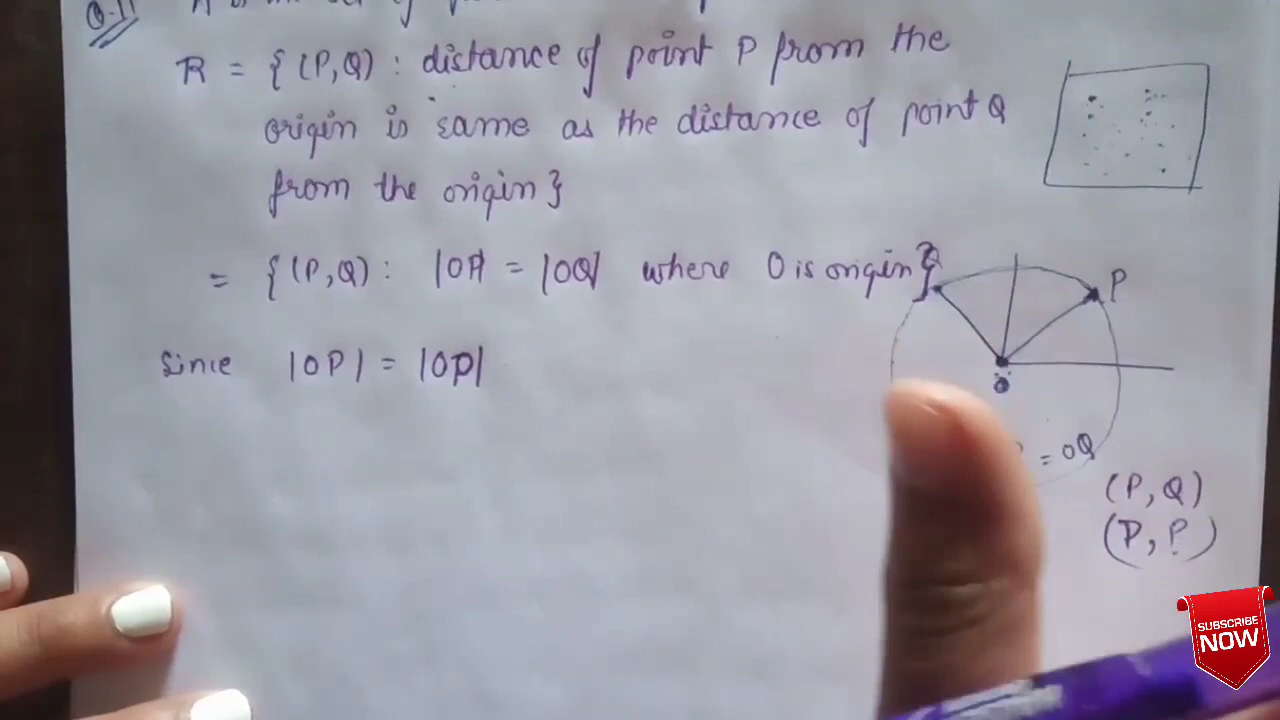 Q.11
R = {(P,Q) : distance of point P from the
origin is same as the distance of point Q
from the origin}
= {(P,Q) : |OP| = |OQ| where O is origin}
P
O
Since |OP| = |OP|
= OQ
(P,Q)
(P,P)
SUBSCRIBE
NOW